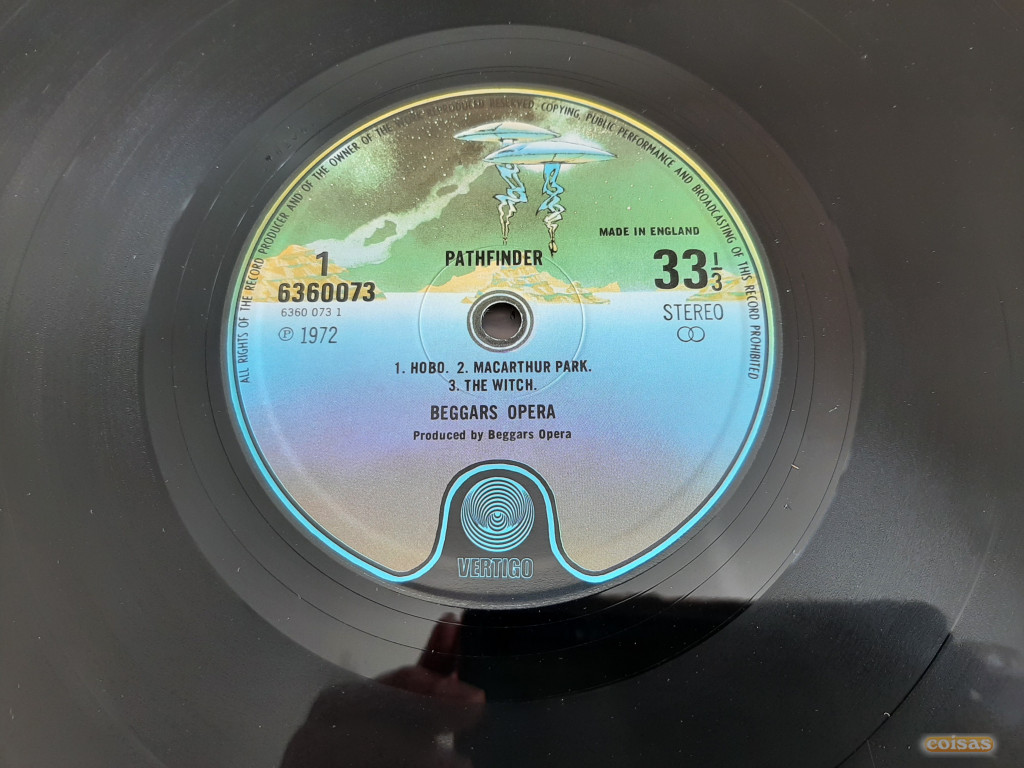 ALL RIGHTS OF THE RECORD PRODUCER AND OF THE OWNER OF THE WORK REPRODUCED RESERVED. COPYING, PUBLIC PERFORMANCE AND BROADCASTING OF THIS RECORD PROHIBITED
MADE IN ENGLAND
PATHFINDER
1
6360073
6360 073 1
Ⓟ 1972
33 1/3
STEREO
1. HOBO. 2. MACARTHUR PARK.
3. THE WITCH.
BEGGARS OPERA
Produced by Beggars Opera
VERTIGO
coisas